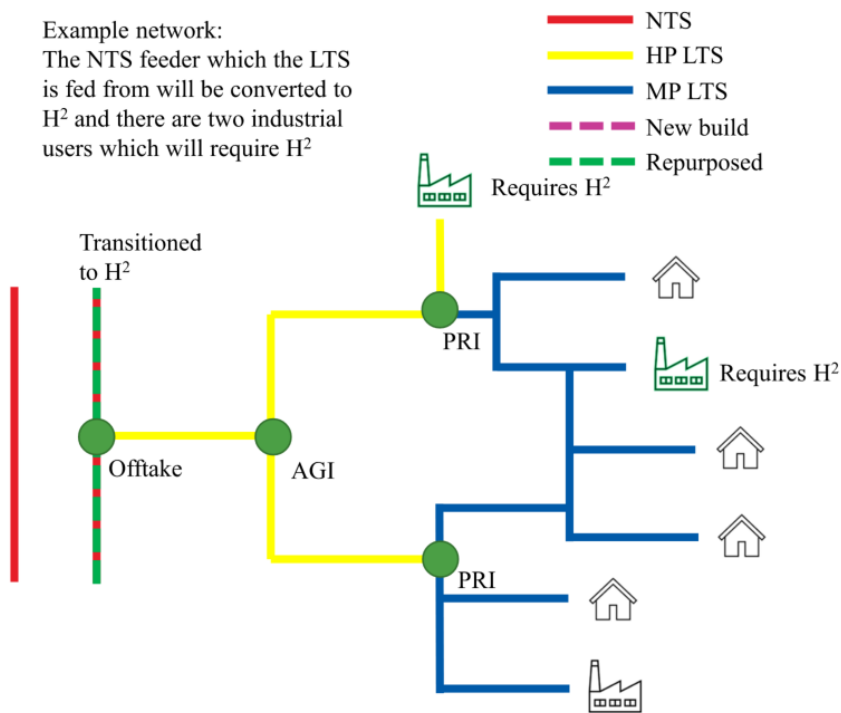 Example network:
The NTS feeder which the LTS
is fed from will be converted to
H² and there are two industrial
users which will require H²
NTS
HP LTS
MP LTS
New build
Repurposed
Requires H²
Transitioned
to H²
PRI
Requires H²
Offtake
AGI
PRI